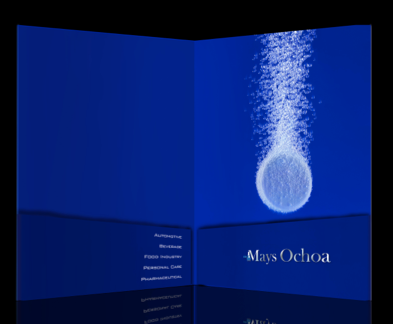 Automotive
Beverage
Food Industry
Personal Care
Pharmaceutical
Mays Ochoa